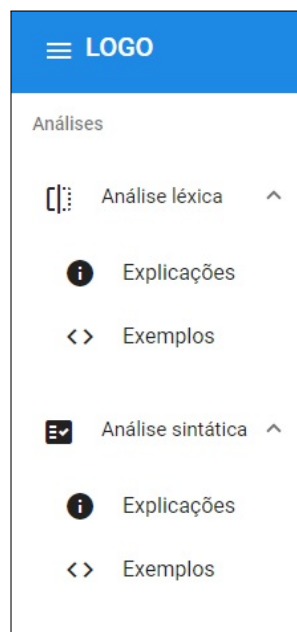 LOGO
Análises
Análise léxica
Explicações
Exemplos
Análise sintática
Explicações
Exemplos